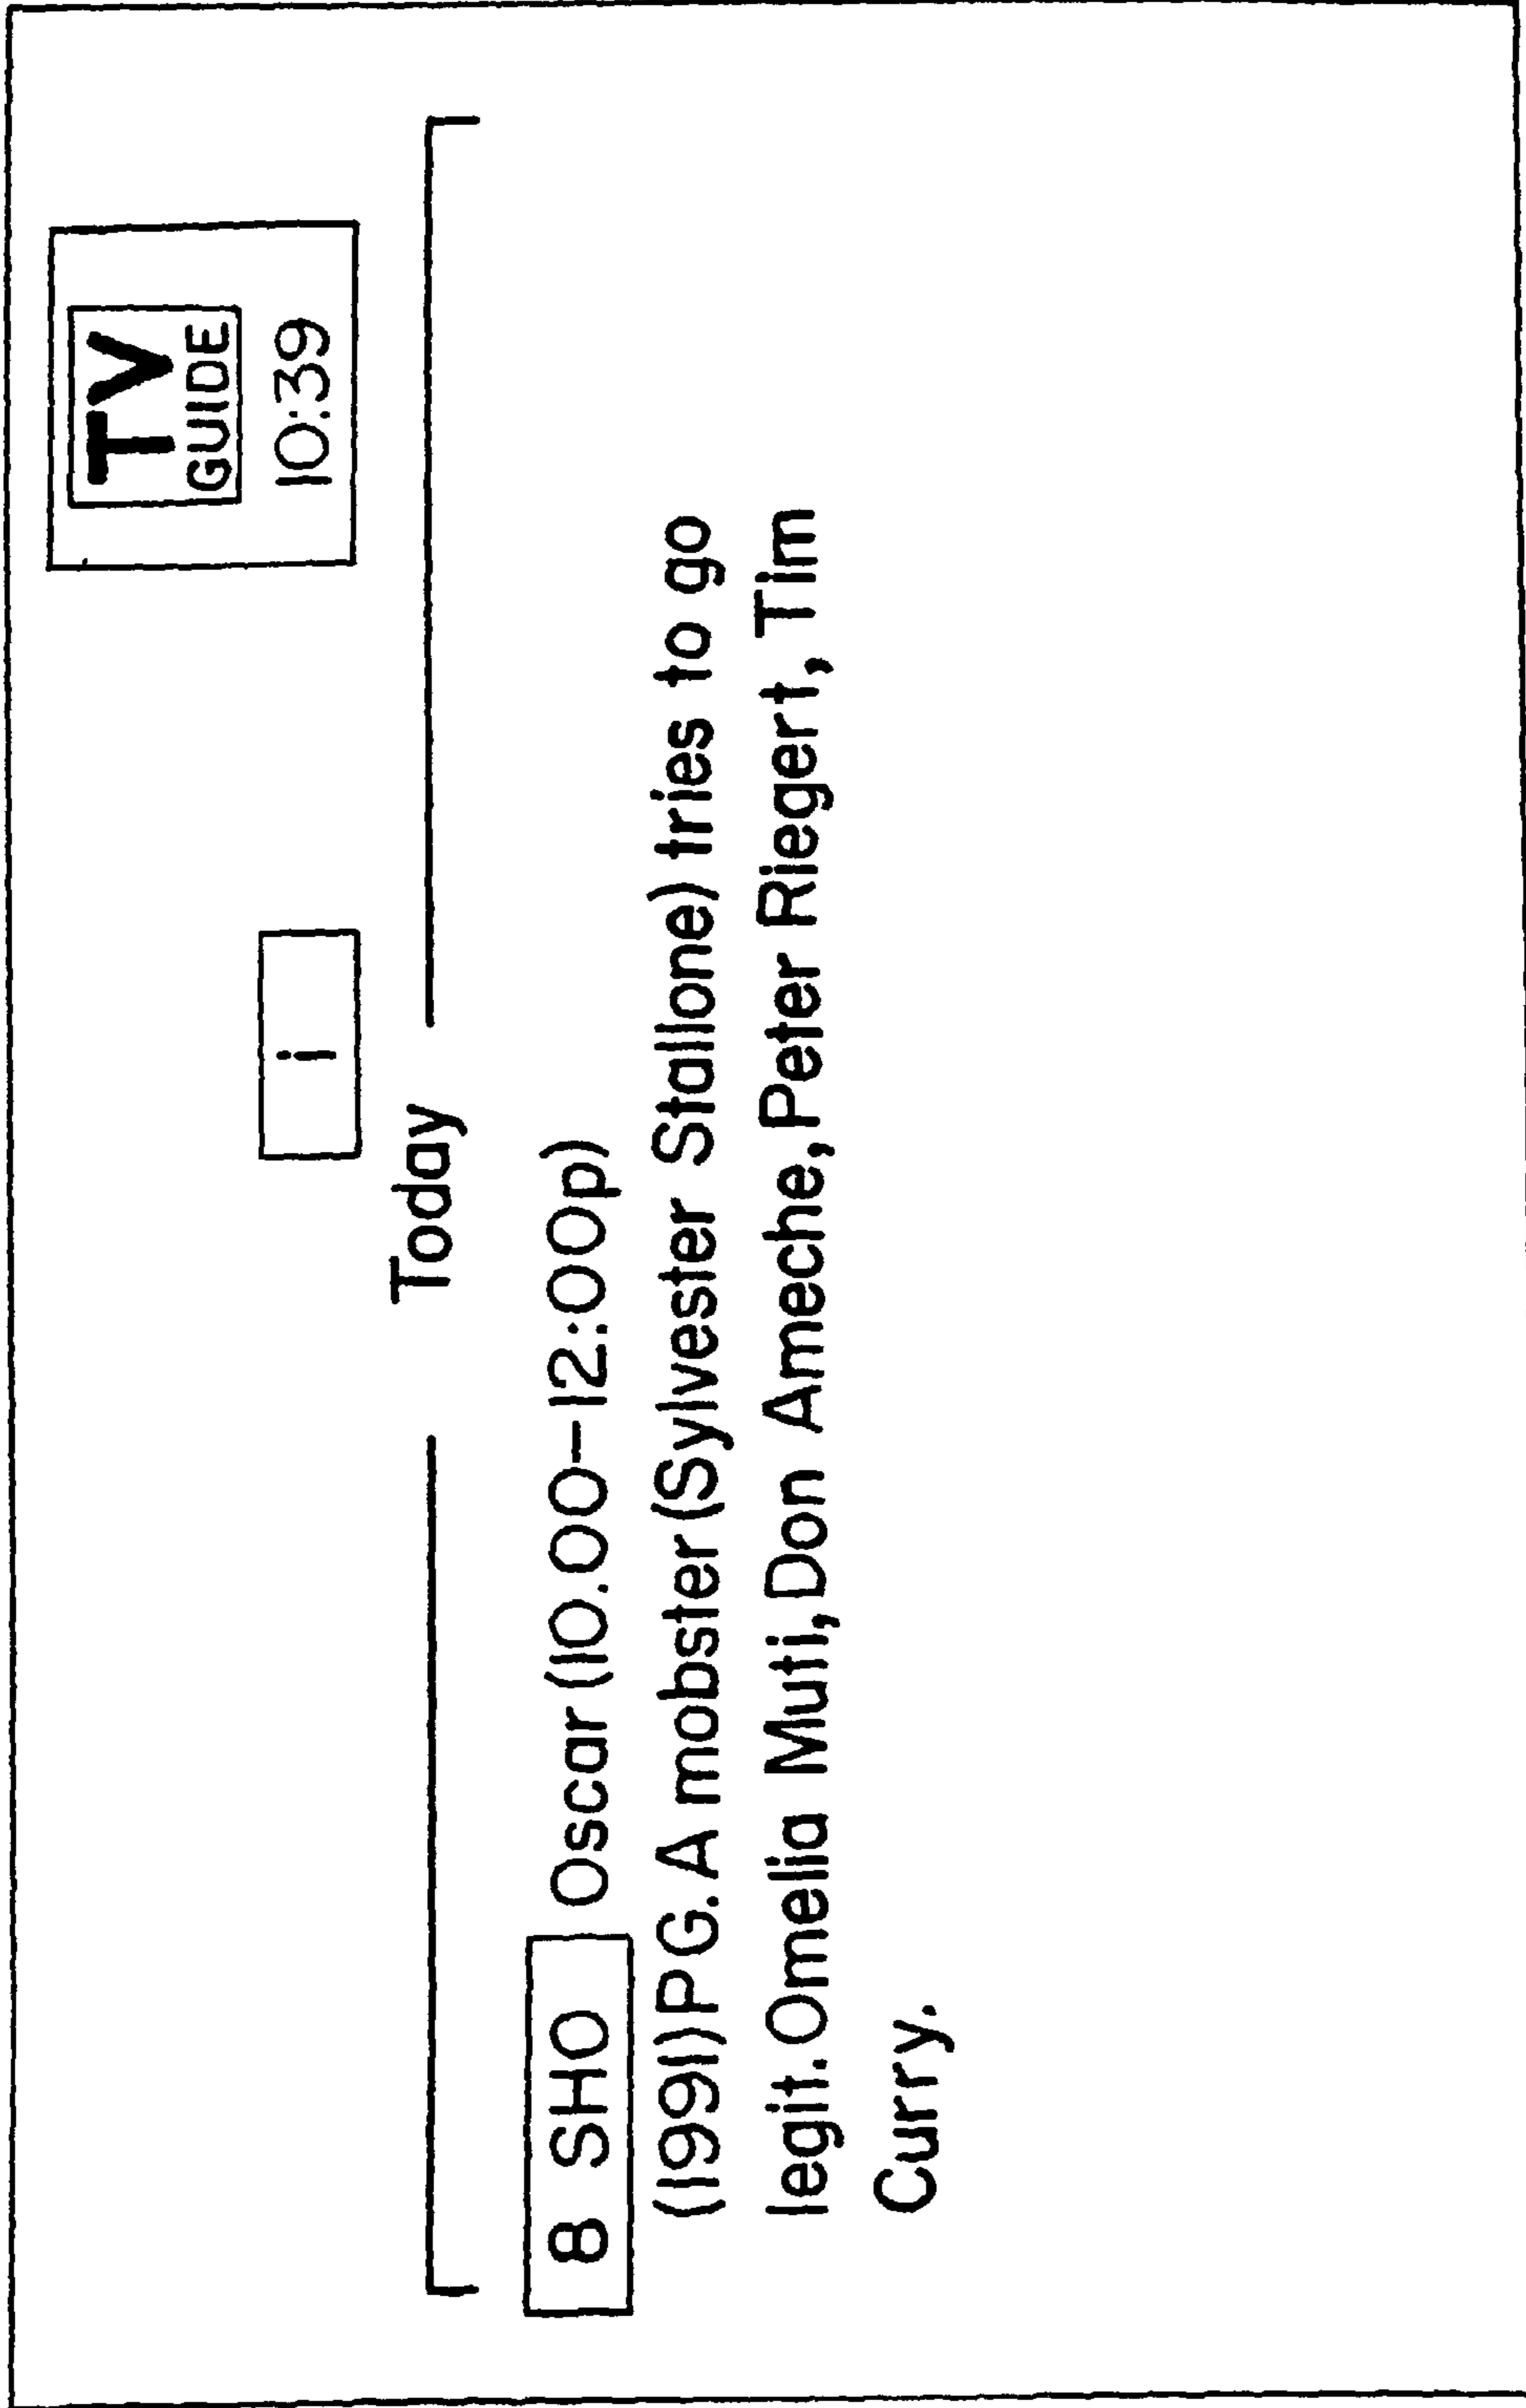 TV
GUIDE
10:39
i
Today
8 SHO Oscar (10.00-12:00p)
(1991) PG. A mobster (Sylvester Stallone) tries to go
legit. Omelia Muti, Don Ameche, Peter Riegert, Tim
Curry.